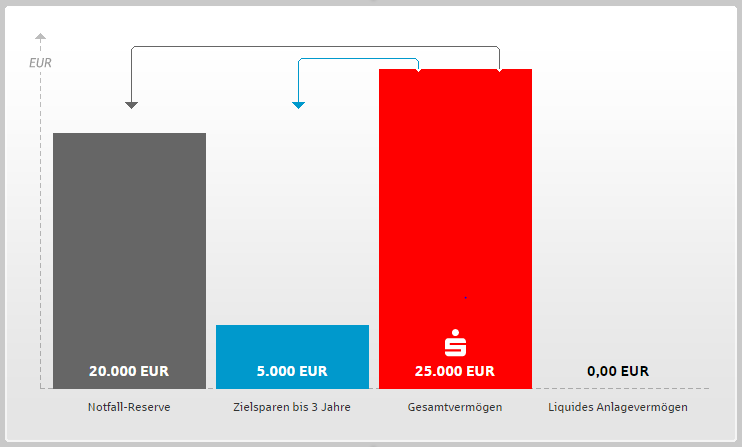 EUR
20.000 EUR
5.000 EUR
25.000 EUR
0,00 EUR
Notfall-Reserve
Zielsparen bis 3 Jahre
Gesamtvermögen
Liquides Anlagevermögen